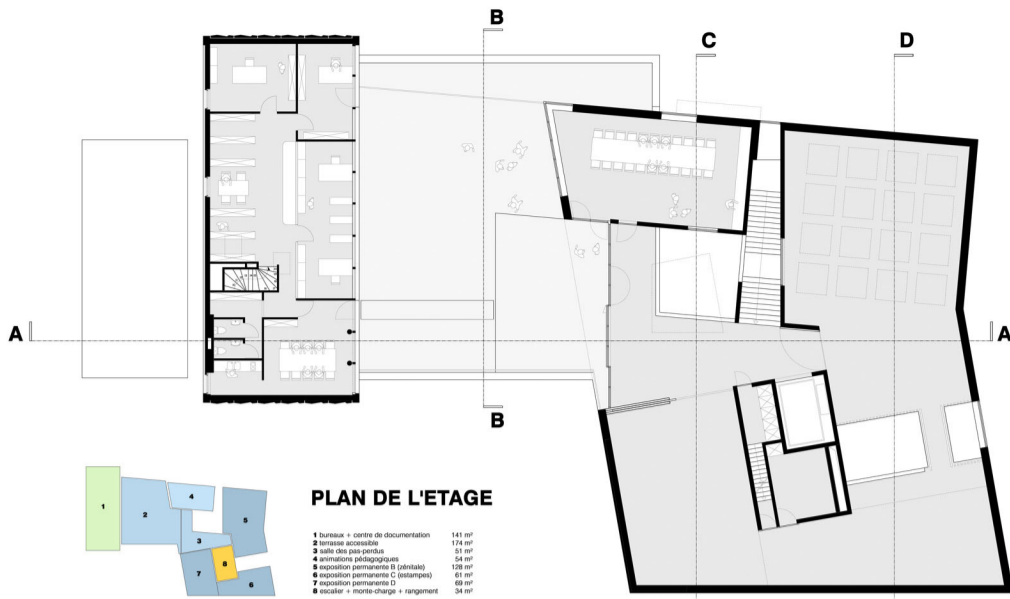 B
C
D
A
A
B
1
2
4
5
3
8
7
6
PLAN DE L'ETAGE
1 bureaux + centre de documentation 141 m²
2 terrasse accessible 174 m²
3 salle des pas-perdus 51 m²
4 animations pédagogiques 54 m²
5 exposition permanente B (zénitale) 128 m²
6 exposition permanente C (estampes) 61 m²
7 exposition permanente D 69 m²
8 escalier + monte-charge + rangement 34 m²